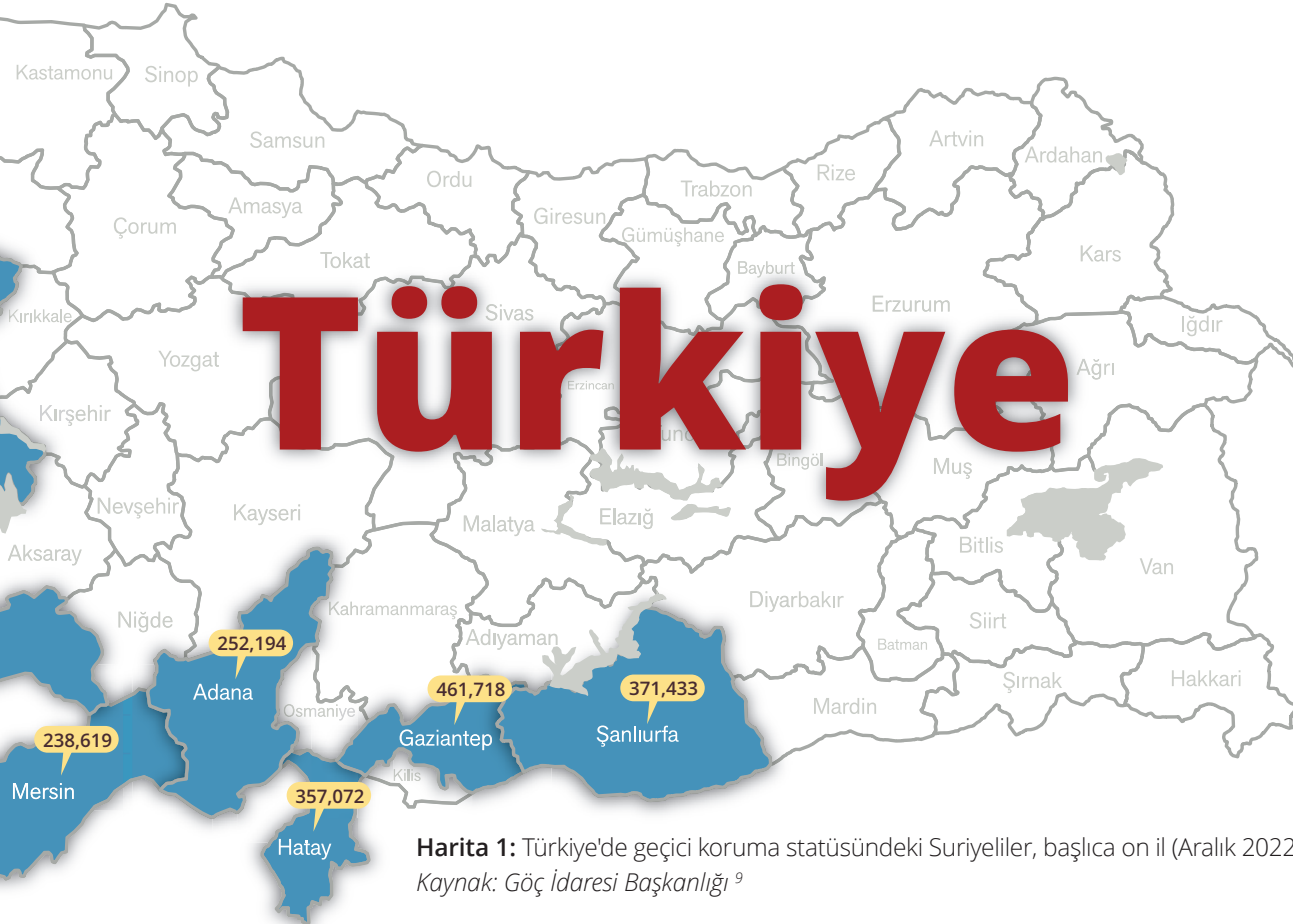 Kastamonu
Sinop
Samsun
Artvin
Ardahan
Ordu
Trabzon
Rize
Çorum
Amasya
Giresun
Gümüşhane
Kars
Tokat
Bayburt
Kırıkkale
Sivas
Erzurum
Iğdır
Türkiye
Yozgat
Erzincan
Ağrı
Kırşehir
Bingöl
Muş
Nevşehir
Kayseri
Malatya
Elazığ
Aksaray
Bitlis
Van
Niğde
Kahramanmaraş
Adıyaman
Diyarbakır
Siirt
Batman
252,194
Adana
461,718
Gaziantep
371,433
Şanlıurfa
Osmaniye
Mardin
Şırnak
Hakkari
238,619
Mersin
Kilis
357,072
Hatay
Harita 1: Türkiye'de geçici koruma statüsündeki Suriyeliler, başlıca on il (Aralık 2022
Kaynak: Göç İdaresi Başkanlığı 9